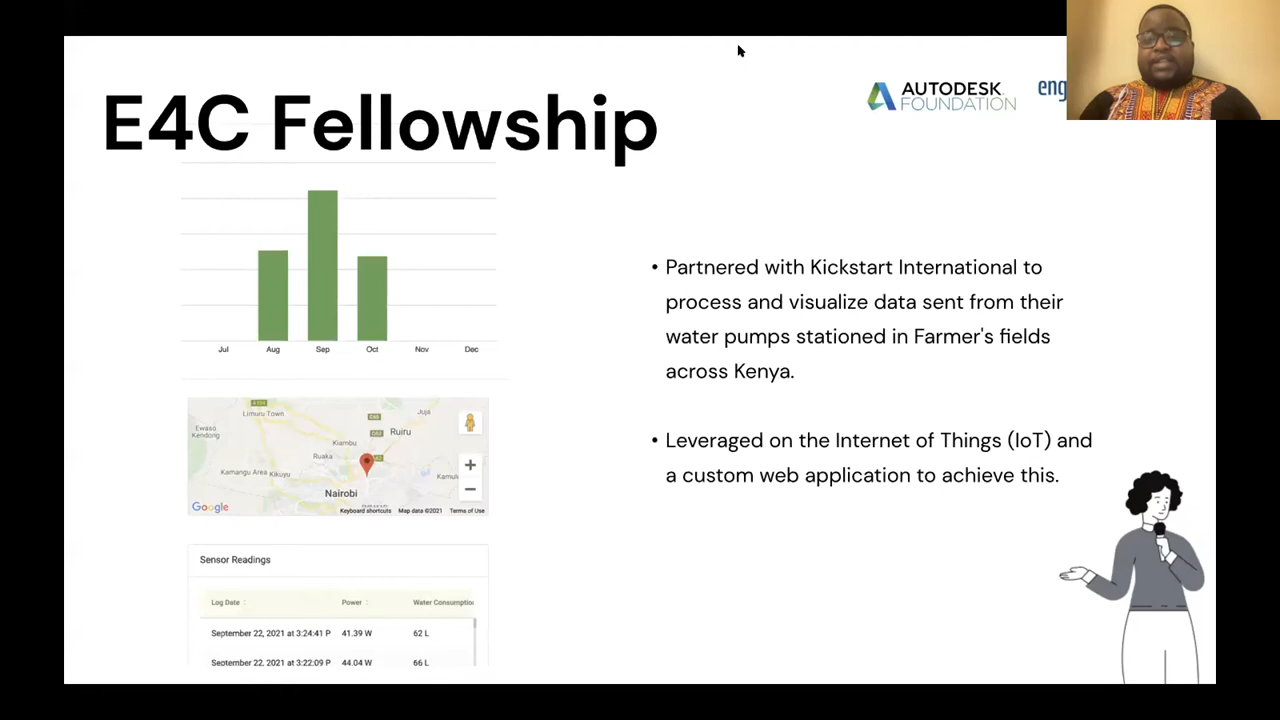 E4C Fellowship
AUTODESK
FOUNDATION
eng
Jul Aug Sep Oct Nov Dec
• Partnered with Kickstart International to
process and visualize data sent from their
water pumps stationed in Farmer's fields
across Kenya.
• Leveraged on the Internet of Things (IoT) and
a custom web application to achieve this.
Limuru Town
Juja
Ewaso
Kendong
Ruiru
Kiambu
Ruaka
Kamangu Area
Kikuyu
Nairobi
Google
Keyboard shortcuts Map data ©2021 Terms of Use
Sensor Readings
Log Date Power Water Consumption
September 22, 2021 at 3:24:41 P 41.39 W 62 L
September 22, 2021 at 3:22:09 P 44.04 W 66 L